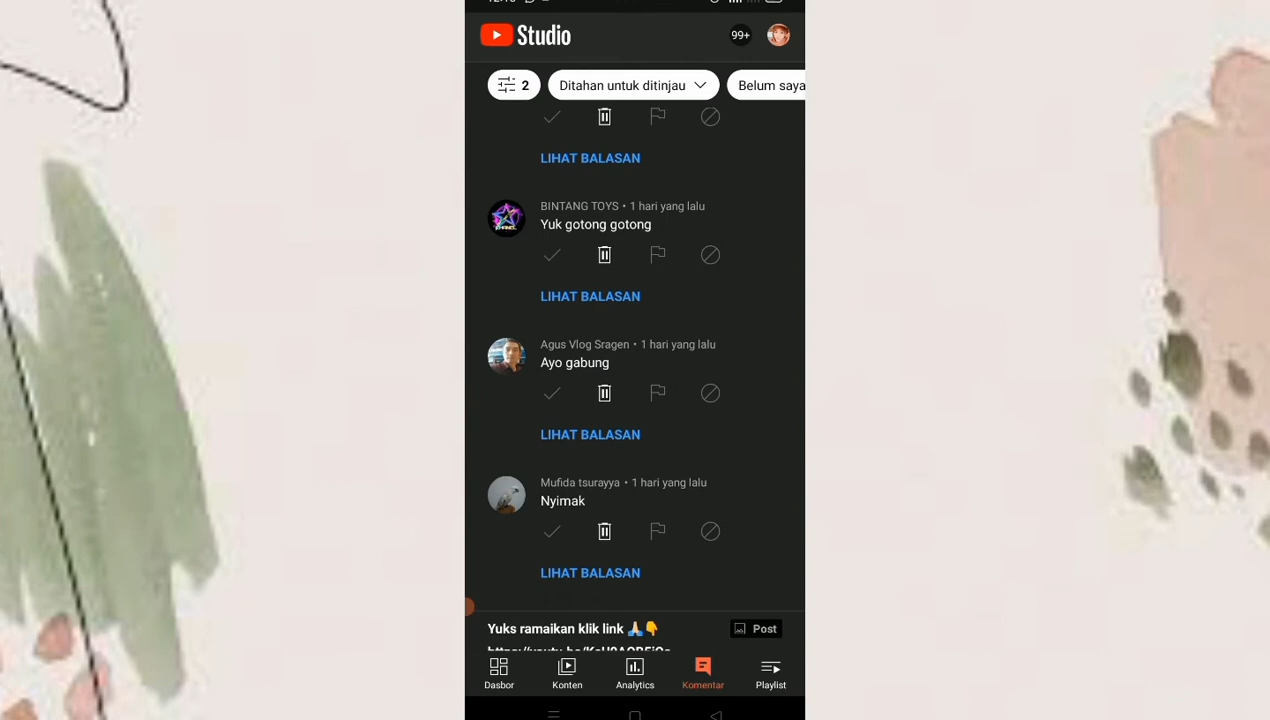 Studio
99+
2
Ditahan untuk ditinjau
Belum saya
LIHAT BALASAN
BINTANG TOYS • 1 hari yang lalu
Yuk gotong gotong
LIHAT BALASAN
Agus Vlog Sragen • 1 hari yang lalu
Ayo gabung
LIHAT BALASAN
Mufida tsurayya • 1 hari yang lalu
Nyimak
LIHAT BALASAN
Yuks ramaikan klik link 🙏🏻👇
Post
Dasbor
Konten
Analytics
Komentar
Playlist